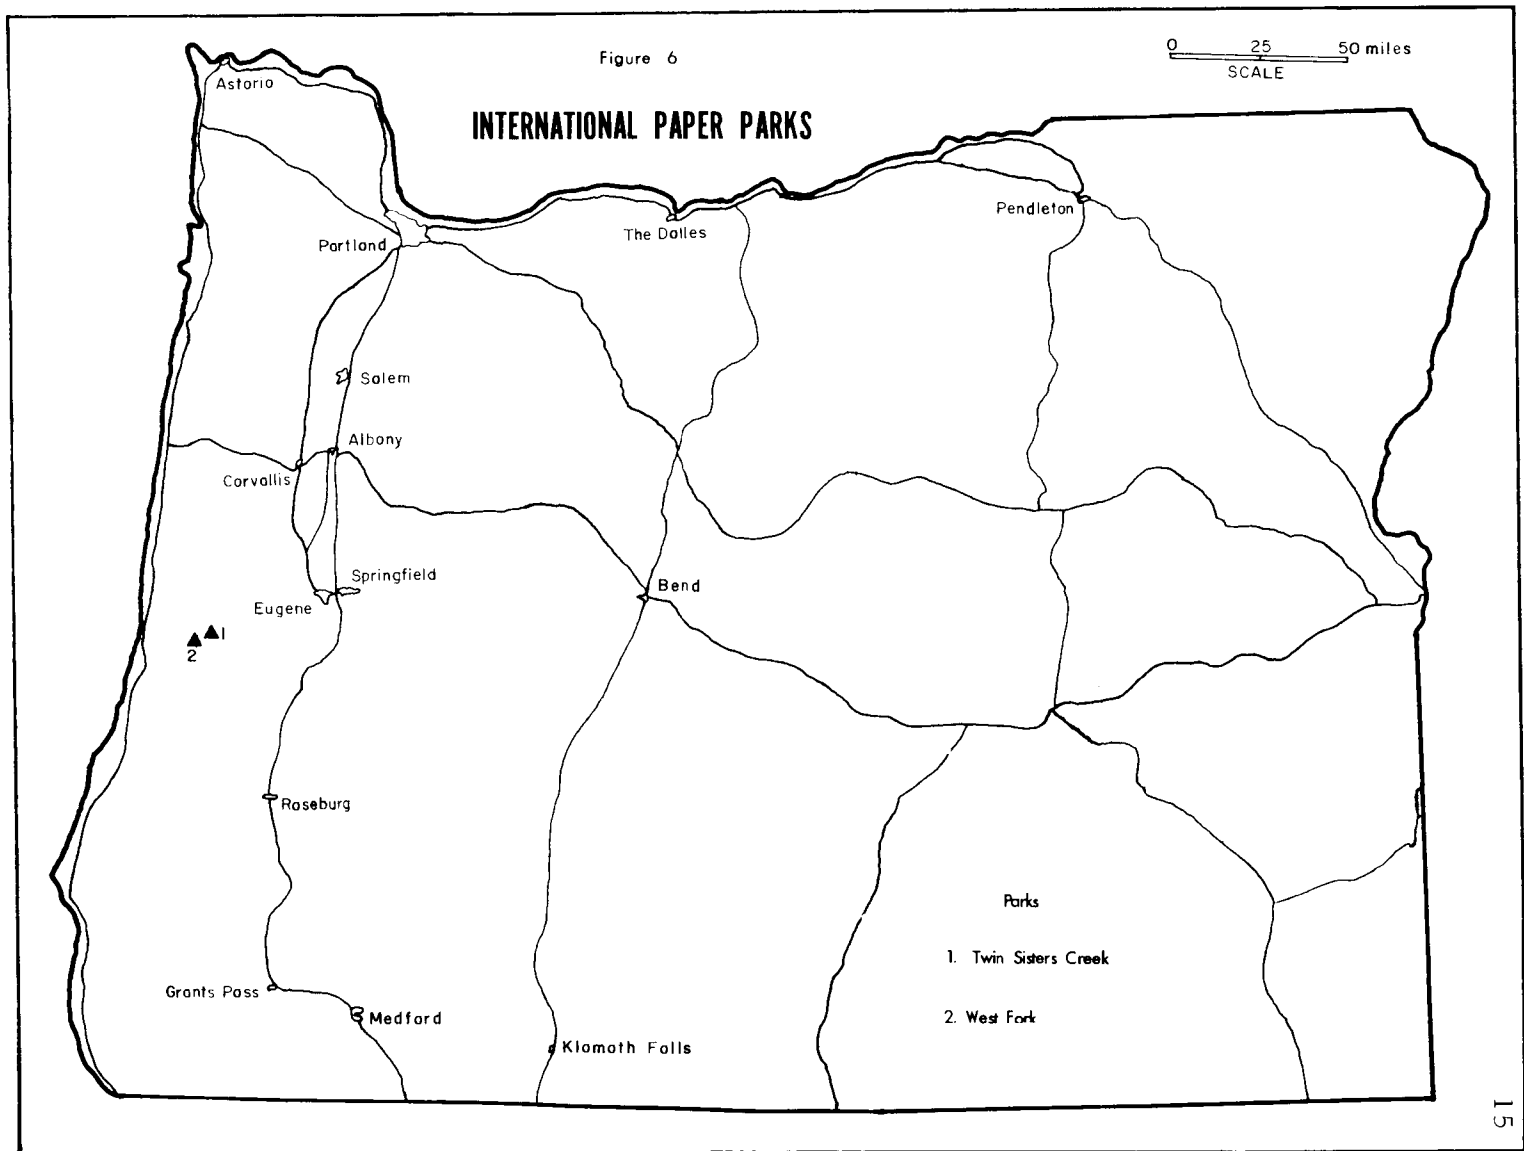 Figure 6
0 25 50 miles
SCALE
INTERNATIONAL PAPER PARKS
Astoria
Pendleton
The Dalles
Portland
Salem
Albany
Corvallis
Springfield
Bend
Eugene
1
2
Roseburg
Parks
1. Twin Sisters Creek
Grants Pass
2. West Fork
Medford
Klamath Falls
15